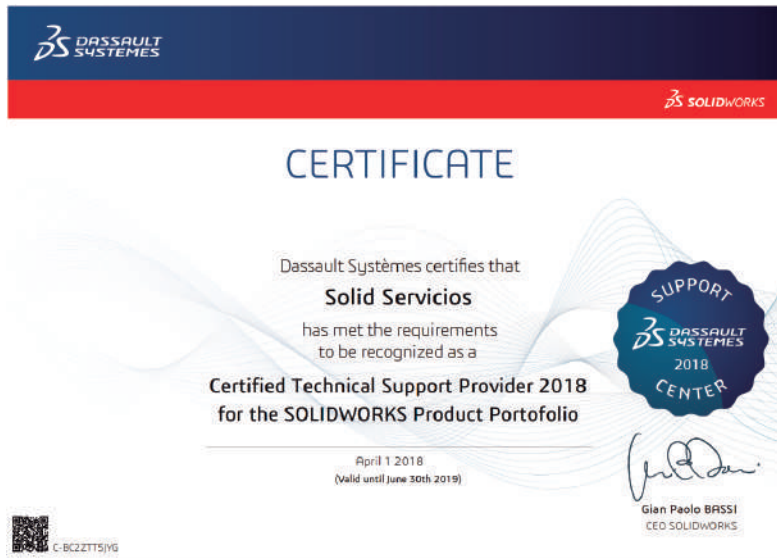 DASSAULT
SYSTEMES
SOLIDWORKS
CERTIFICATE
Dassault Systèmes certifies that
Solid Servicios
has met the requirements
to be recognized as a
Certified Technical Support Provider 2018
for the SOLIDWORKS Product Portofolio
April 1 2018
(Valid until June 30th 2019)
SUPPORT
DASSAULT
SYSTEMES
2018
CENTER
Gian Paolo BASSI
CEO SOLIDWORKS
C-BC2ZTT5JYG